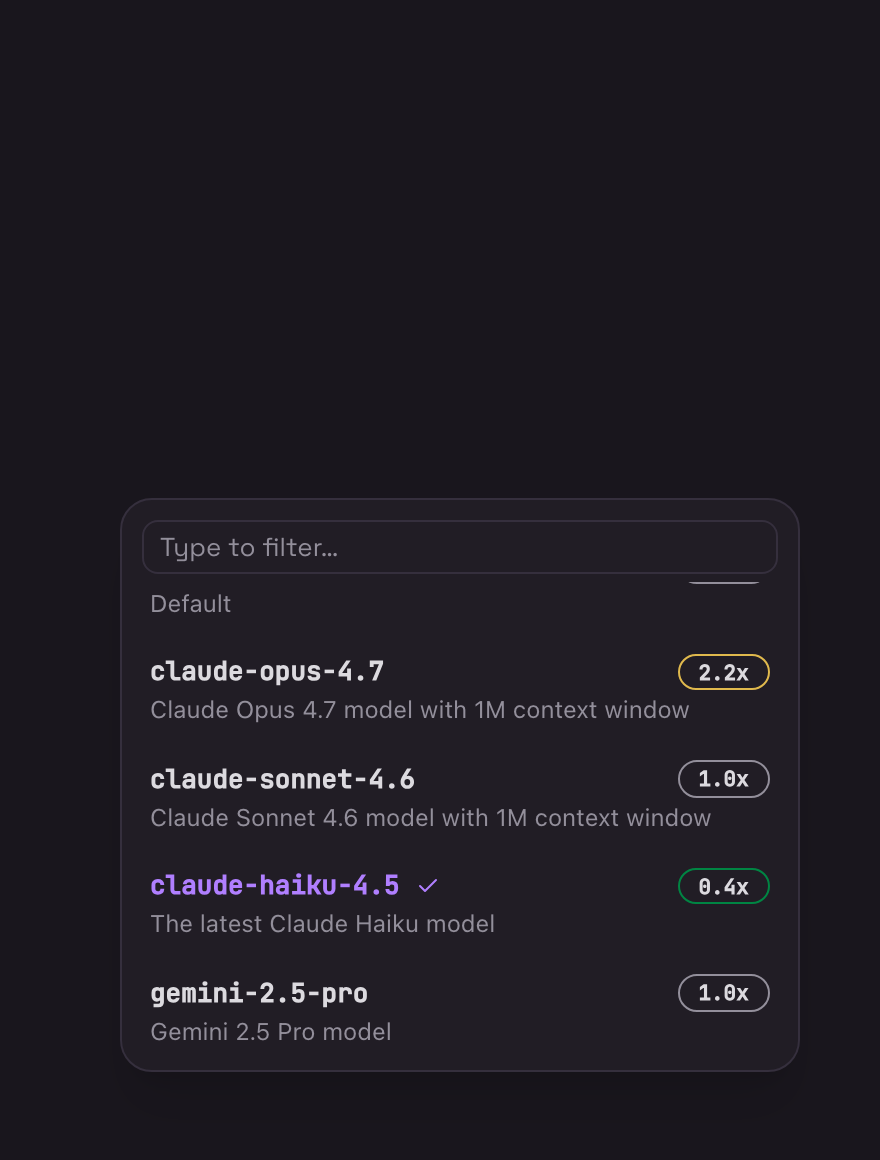 Type to filter...
Default
claude-opus-4.7 2.2x
Claude Opus 4.7 model with 1M context window
claude-sonnet-4.6 1.0x
Claude Sonnet 4.6 model with 1M context window
claude-haiku-4.5 0.4x
The latest Claude Haiku model
gemini-2.5-pro 1.0x
Gemini 2.5 Pro model